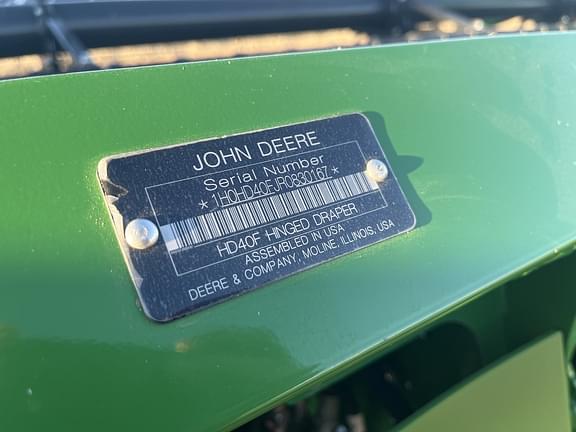 JOHN DEERE
Serial Number
* 1H0HD40FJR0830167 *
HD40F HINGED DRAPER
ASSEMBLED IN USA
DEERE & COMPANY, MOLINE, ILLINOIS, USA